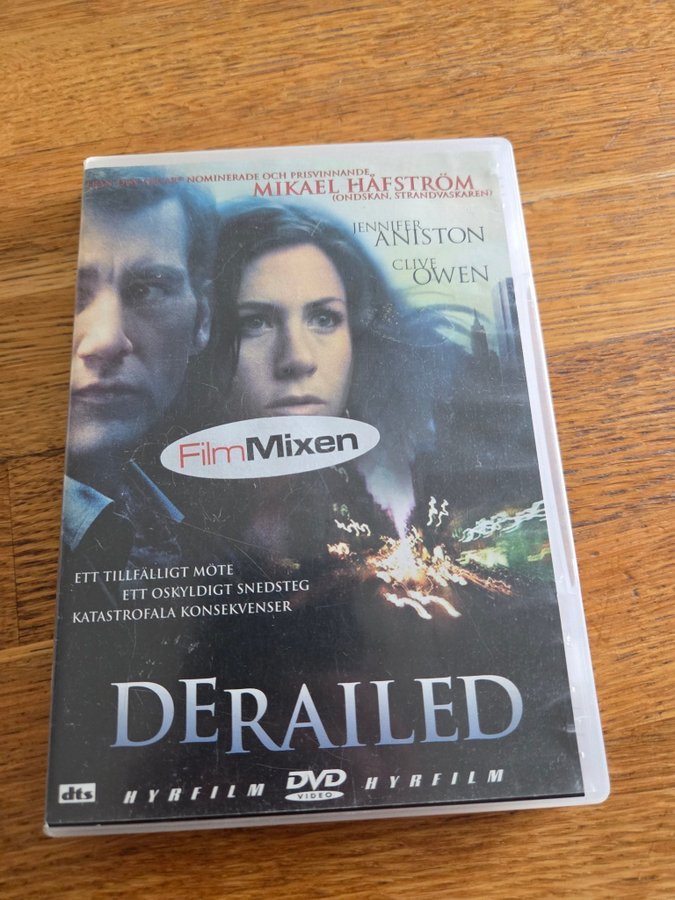 NOMINERADE OCH PRISVINNANDE
MIKAEL HÅFSTRÖM
(ONDSKAN, STRANDVASKAREN)
JENNIFER
ANISTON
CLIVE
OWEN
FilmMixen
ETT TILLFÄLLIGT MÖTE
ETT OSKYLDIGT SNEDSTEG
KATASTROFALA KONSEKVENSER
DERAILED
dts HYRFILM DVD VIDEO HYRFILM